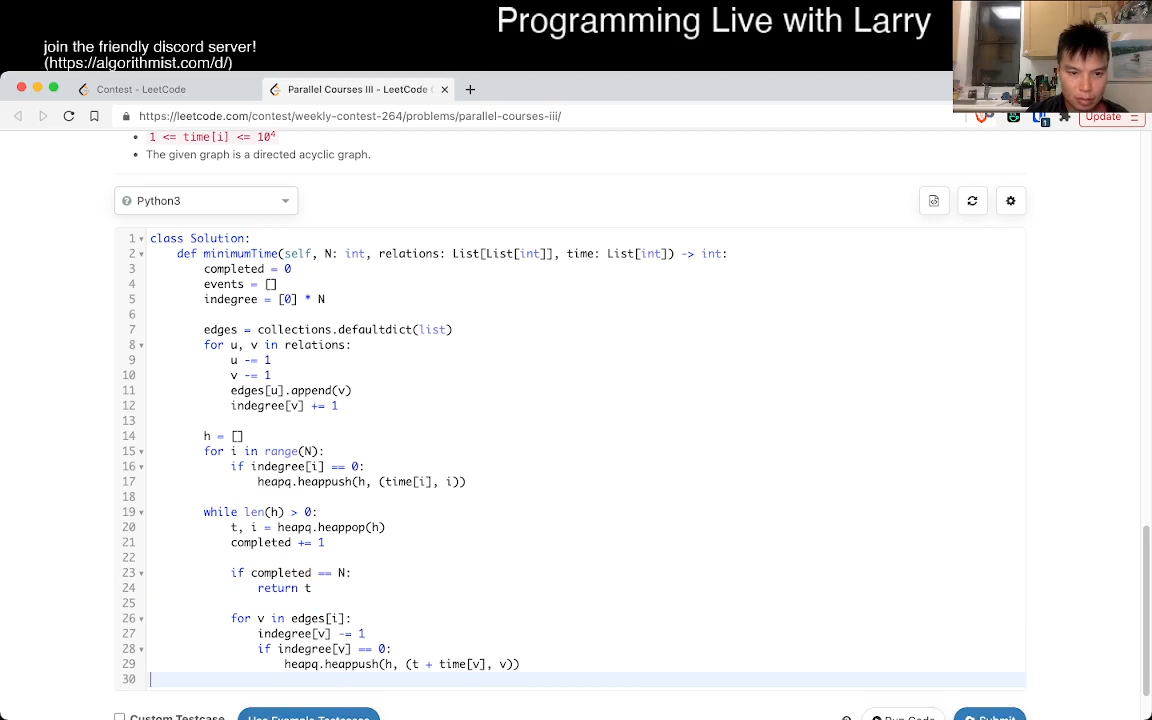 Programming Live with Larry
join the friendly discord server!
(https://algorithmist.com/d/)
Contest - LeetCode
Parallel Courses III - LeetCode
https://leetcode.com/contest/weekly-contest-264/problems/parallel-courses-iii/
Update
1 <= time[i] <= 10⁴
The given graph is a directed acyclic graph.
Python3
1 class Solution:
2 def minimumTime(self, N: int, relations: List[List[int]], time: List[int]) -> int:
3 completed = 0
4 events = []
5 indegree = [0] * N
6
7 edges = collections.defaultdict(list)
8 for u, v in relations:
9 u -= 1
10 v -= 1
11 edges[u].append(v)
12 indegree[v] += 1
13
14 h = []
15 for i in range(N):
16 if indegree[i] == 0:
17 heapq.heappush(h, (time[i], i))
18
19 while len(h) > 0:
20 t, i = heapq.heappop(h)
21 completed += 1
22
23 if completed == N:
24 return t
25
26 for v in edges[i]:
27 indegree[v] -= 1
28 if indegree[v] == 0:
29 heapq.heappush(h, (t + time[v], v))
30
Custom Testcase
Use Example Testcases
Run Code
Submit